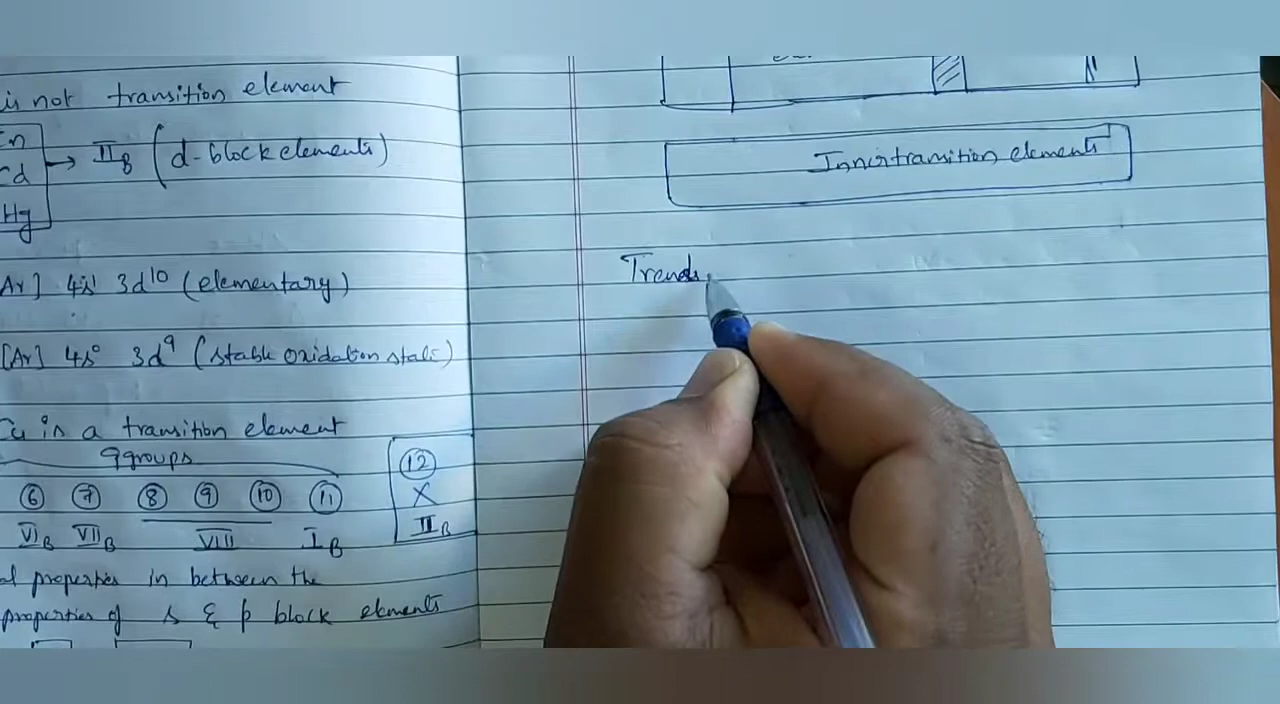 is not transition element
Zn
Cd
Hg
→ II B (d-block elements)
Ar] 4s¹ 3d¹⁰ (elementary)
[Ar] 4s⁰ 3d⁹ (stable oxidation state)
Cu is a transition element
9 groups
6 7 8 9 10 11
VI B VII B VIII I B
12
X
II B
properties in between the
properties of s & p block elements
Innertransition elements
Trends